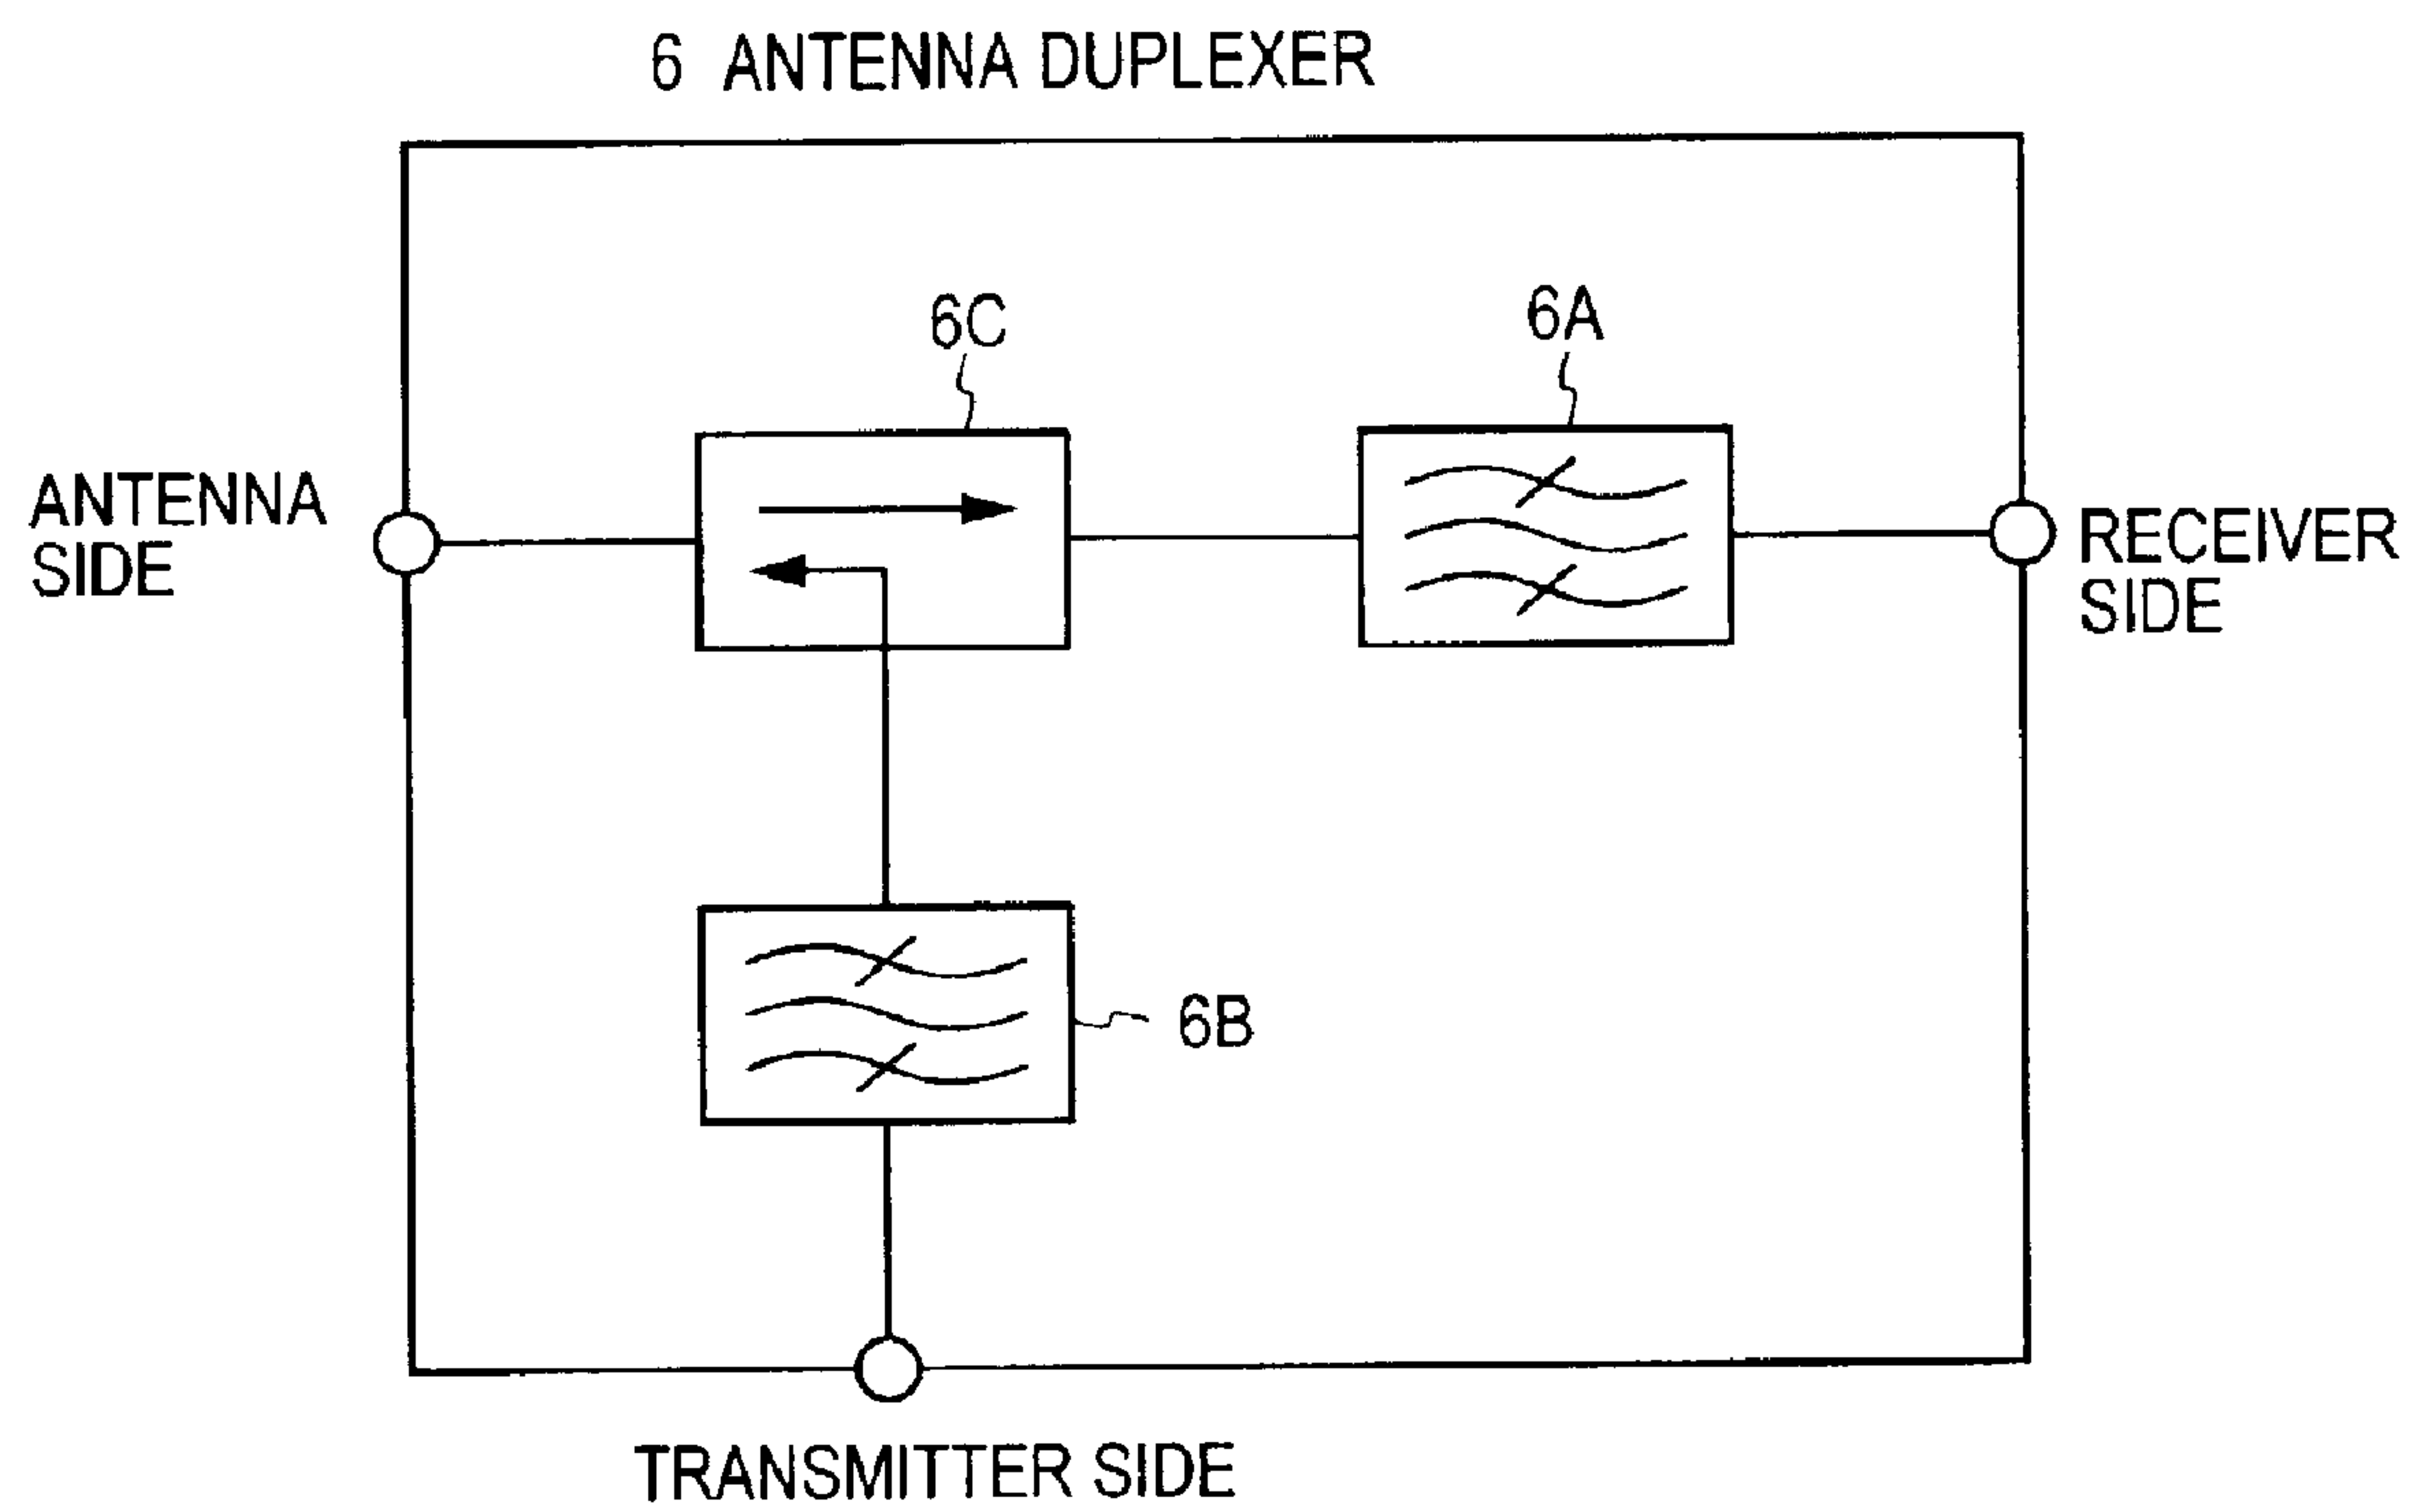 6 ANTENNA DUPLEXER
6C
6A
ANTENNA
SIDE
RECEIVER
SIDE
6B
TRANSMITTER SIDE